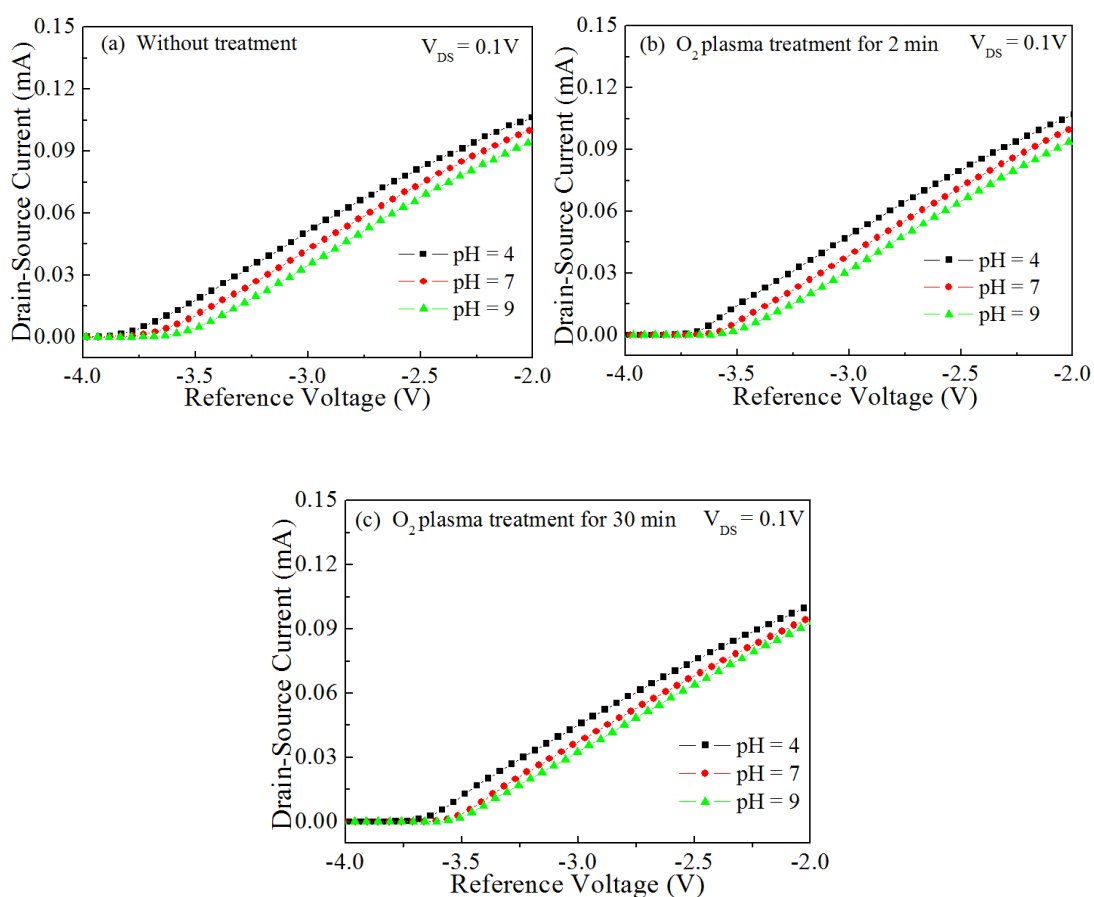 (a) Without treatment
V_DS = 0.1V
0.15
0.12
0.09
0.06
0.03
0.00
Drain-Source Current (mA)
pH = 4
pH = 7
pH = 9
-4.0 -3.5 -3.0 -2.5 -2.0
Reference Voltage (V)
(b) O₂ plasma treatment for 2 min
V_DS = 0.1V
0.15
0.12
0.09
0.06
0.03
0.00
Drain-Source Current (mA)
pH = 4
pH = 7
pH = 9
-4.0 -3.5 -3.0 -2.5 -2.0
Reference Voltage (V)
(c) O₂ plasma treatment for 30 min
V_DS = 0.1V
0.15
0.12
0.09
0.06
0.03
0.00
Drain-Source Current (mA)
pH = 4
pH = 7
pH = 9
-4.0 -3.5 -3.0 -2.5 -2.0
Reference Voltage (V)